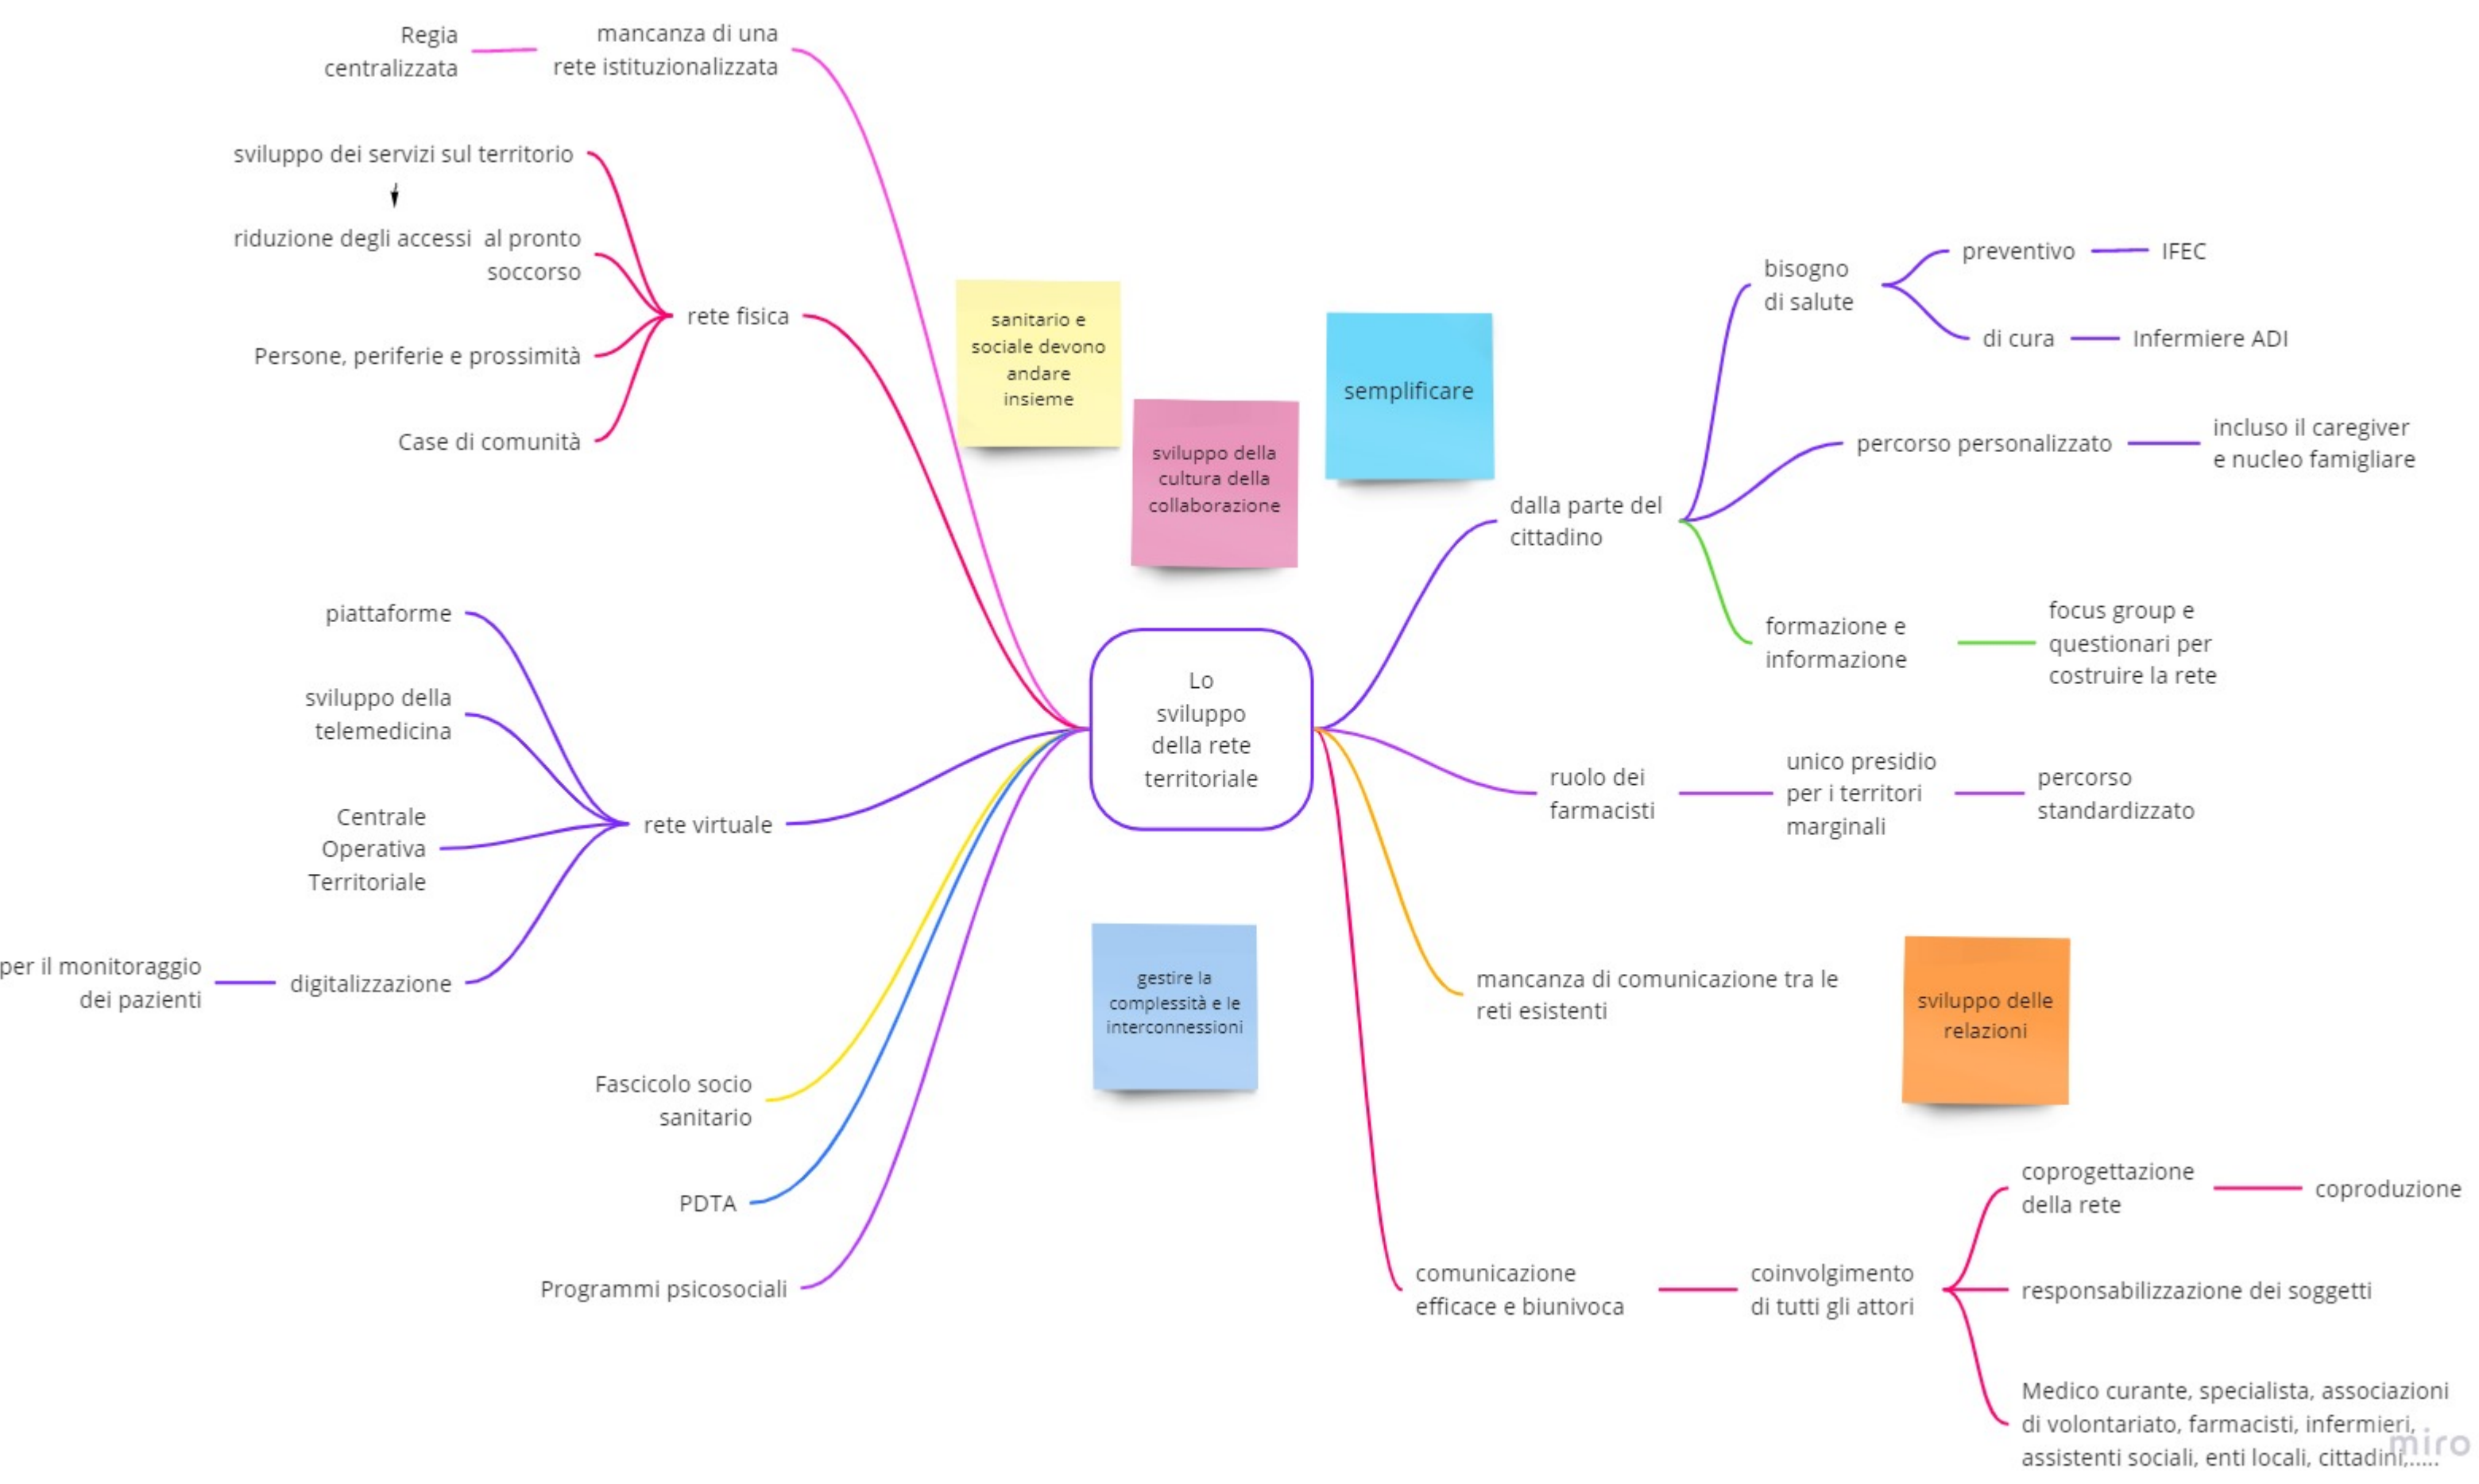 Regia
centralizzata
mancanza di una
rete istituzionalizzata
sviluppo dei servizi sul territorio
riduzione degli accessi al pronto
soccorso
Persone, periferie e prossimità
Case di comunità
rete fisica
piattaforme
sviluppo della
telemedicina
Centrale
Operativa
Territoriale
per il monitoraggio
dei pazienti
digitalizzazione
rete virtuale
Fascicolo socio
sanitario
PDTA
Programmi psicosociali
sanitario e
sociale devono
andare
insieme
sviluppo della
cultura della
collaborazione
semplificare
Lo
sviluppo
della rete
territoriale
gestire la
complessità e le
interconnessioni
dalla parte del
cittadino
bisogno
di salute
preventivo
IFEC
di cura
Infermiere ADI
percorso personalizzato
incluso il caregiver
e nucleo famigliare
formazione e
informazione
focus group e
questionari per
costruire la rete
ruolo dei
farmacisti
unico presidio
per i territori
marginali
percorso
standardizzato
mancanza di comunicazione tra le
reti esistenti
sviluppo delle
relazioni
comunicazione
efficace e biunivoca
coinvolgimento
di tutti gli attori
coprogettazione
della rete
coproduzione
responsabilizzazione dei soggetti
Medico curante, specialista, associazioni
di volontariato, farmacisti, infermieri,
assistenti sociali, enti locali, cittadini,.....
miro